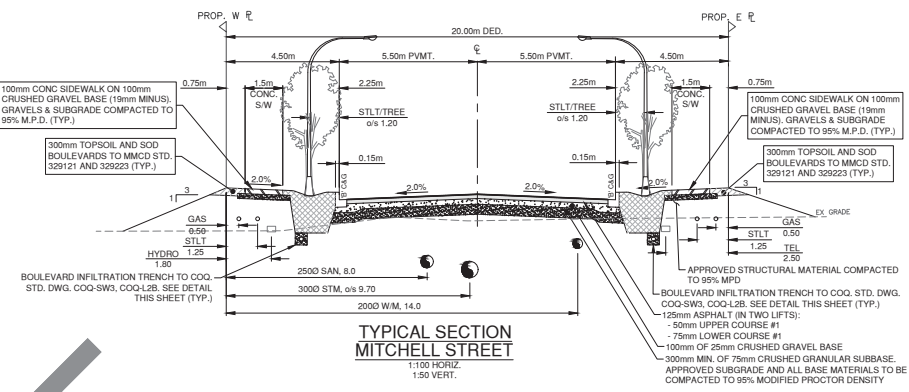 PROP. W ℙL
PROP. E ℙL
20.00m DED.
℄
4.50m
5.50m PVMT.
5.50m PVMT.
4.50m
0.75m
1.5m
CONC.
S/W
2.25m
2.25m
1.5m
CONC.
S/W
0.75m
100mm CONC SIDEWALK ON 100mm
CRUSHED GRAVEL BASE (19mm MINUS).
GRAVELS & SUBGRADE COMPACTED TO
95% M.P.D. (TYP.)
STLT/TREE
o/s 1.20
STLT/TREE
o/s 1.20
100mm CONC SIDEWALK ON 100mm
CRUSHED GRAVEL BASE (19mm
MINUS). GRAVELS & SUBGRADE
COMPACTED TO 95% M.P.D. (TYP.)
300mm TOPSOIL AND SOD
BOULEVARDS TO MMCD STD.
329121 AND 329223 (TYP.)
0.15m
0.15m
300mm TOPSOIL AND SOD
BOULEVARDS TO MMCD STD.
329121 AND 329223 (TYP.)
2.0%
'B' C&G
2.0%
2.0%
'B' C&G
2.0%
3
1
3
1
EX. GRADE
GAS
0.50
STLT
1.25
HYDRO
1.80
GAS
0.50
STLT
1.25
TEL
2.50
BOULEVARD INFILTRATION TRENCH TO COQ.
STD. DWG. COQ-SW3, COQ-L2B. SEE DETAIL
THIS SHEET (TYP.)
250Ø SAN, 8.0
300Ø STM, o/s 9.70
200Ø W/M, 14.0
APPROVED STRUCTURAL MATERIAL COMPACTED
TO 95% MPD
BOULEVARD INFILTRATION TRENCH TO COQ. STD. DWG.
COQ-SW3, COQ-L2B. SEE DETAIL THIS SHEET (TYP.)
125mm ASPHALT (IN TWO LIFTS):
- 50mm UPPER COURSE #1
- 75mm LOWER COURSE #1
100mm OF 25mm CRUSHED GRAVEL BASE
300mm MIN. OF 75mm CRUSHED GRANULAR SUBBASE.
APPROVED SUBGRADE AND ALL BASE MATERIALS TO BE
COMPACTED TO 95% MODIFIED PROCTOR DENSITY
TYPICAL SECTION
MITCHELL STREET
1:100 HORIZ.
1:50 VERT.